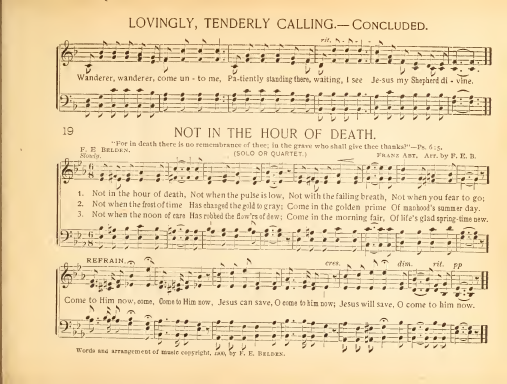 LOVINGLY, TENDERLY CALLING.—CONCLUDED.
rit.
Wanderer, wanderer, come un - to me, Pa-tiently standing there, waiting, I see Je-sus my Shepherd di - vine.
19
NOT IN THE HOUR OF DEATH.
"For in death there is no remembrance of thee; in the grave who shall give thee thanks?"—Ps. 6:5.
F. E BELDEN. (SOLO OR QUARTET.) FRANZ ABT. Arr. by F. E. B.
Slowly.
1. Not in the hour of death, Not when the pulse is low, Not with the failing breath, Not when you fear to go;
2. Not when the frost of time Has changed the gold to gray; Come in the golden prime Of manhood's summer day.
3. Not when the noon of care Has robbed the flow'rs of dew; Come in the morning fair, Of life's glad spring-time new.
REFRAIN. cres. dim. rit. pp
Come to Him now, come, Come to Him now, Jesus can save, O come to him now; Jesus will save, O come to him now.
Words and arrangement of music copyright, by F. E. BELDEN.